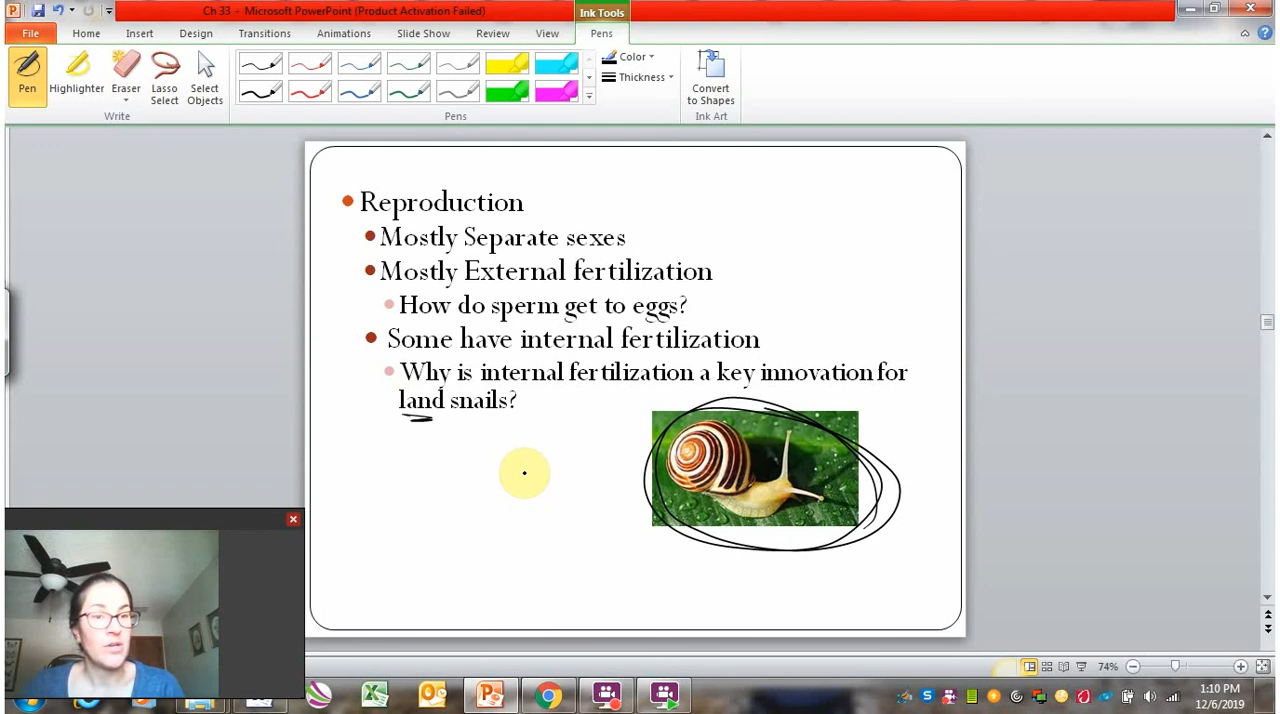 Ch 33 - Microsoft PowerPoint (Product Activation Failed)
Ink Tools
File Home Insert Design Transitions Animations Slide Show Review View Pens
Pen Highlighter Eraser Lasso Select Select Objects
Color
Thickness
Convert to Shapes
Write Pens Ink Art
Reproduction
Mostly Separate sexes
Mostly External fertilization
How do sperm get to eggs?
Some have internal fertilization
Why is internal fertilization a key innovation for
land snails?
74%
1:10 PM
12/6/2019